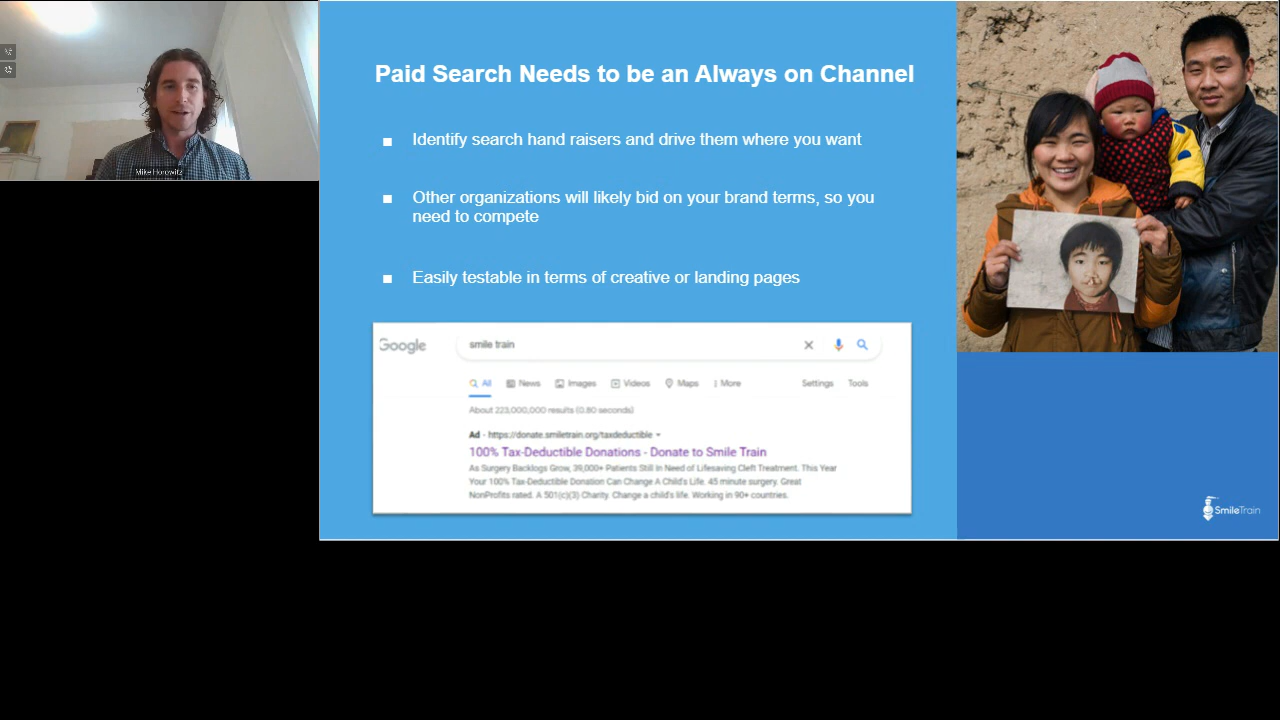 Mike Horowitz
Paid Search Needs to be an Always on Channel
Identify search hand raisers and drive them where you want
Other organizations will likely bid on your brand terms, so you
need to compete
Easily testable in terms of creative or landing pages
Google
smile train
All News Images Videos Maps More Settings Tools
About 223,000,000 results (0.80 seconds)
Ad · https://donate.smiletrain.org/taxdeductible
100% Tax-Deductible Donations - Donate to Smile Train
As Surgery Backlogs Grow, 39,000+ Patients Still In Need of Lifesaving Cleft Treatment. This Year
Your 100% Tax-Deductible Donation Can Change A Child's Life. 45 minute surgery. Great
NonProfits rated. A 501(c)(3) Charity. Change a child's life. Working in 90+ countries.
SmileTrain